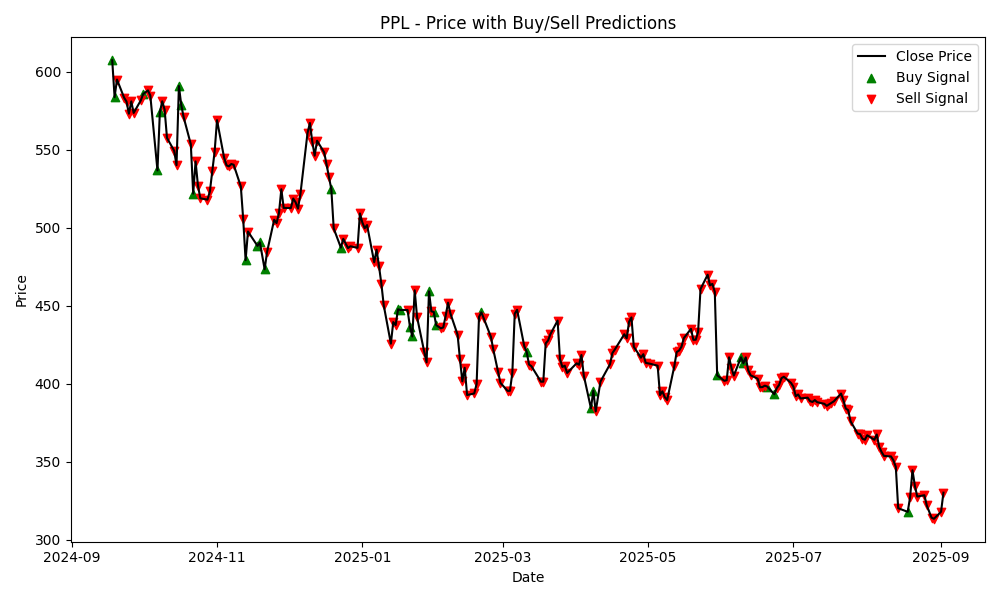 PPL - Price with Buy/Sell Predictions
Close Price
Buy Signal
Sell Signal
Price
600
550
500
450
400
350
300
2024-09
2024-11
2025-01
2025-03
2025-05
2025-07
2025-09
Date